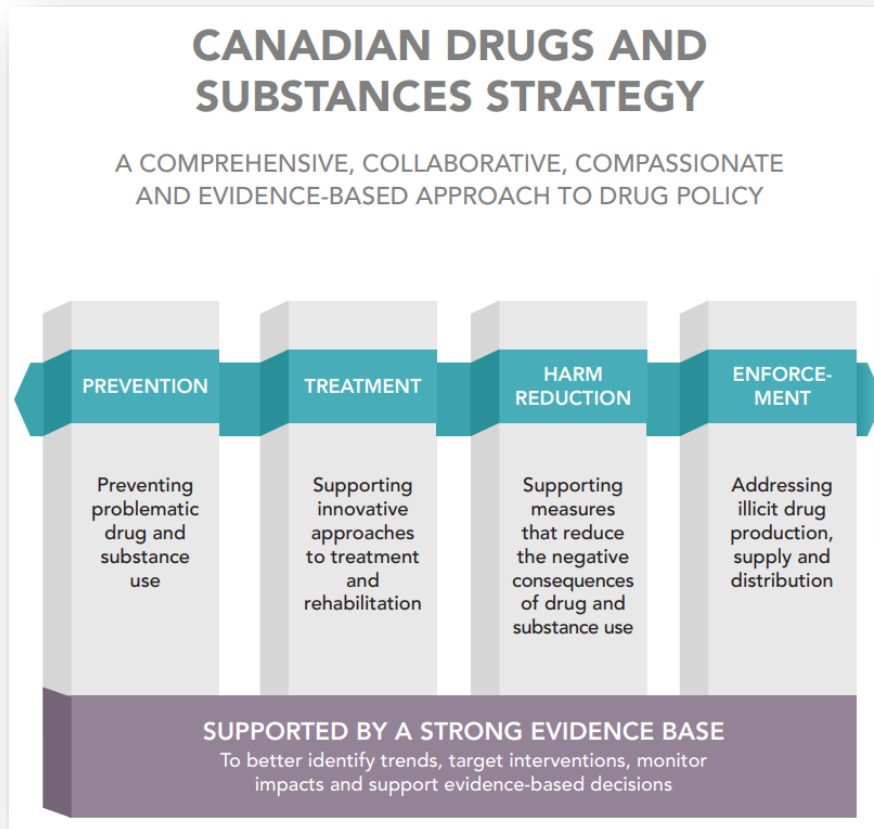 CANADIAN DRUGS AND
SUBSTANCES STRATEGY
A COMPREHENSIVE, COLLABORATIVE, COMPASSIONATE
AND EVIDENCE-BASED APPROACH TO DRUG POLICY
PREVENTION
Preventing
problematic
drug and
substance
use
TREATMENT
Supporting
innovative
approaches
to treatment
and
rehabilitation
HARM
REDUCTION
Supporting
measures
that reduce
the negative
consequences
of drug and
substance use
ENFORCE-
MENT
Addressing
illicit drug
production,
supply and
distribution
SUPPORTED BY A STRONG EVIDENCE BASE
To better identify trends, target interventions, monitor
impacts and support evidence-based decisions